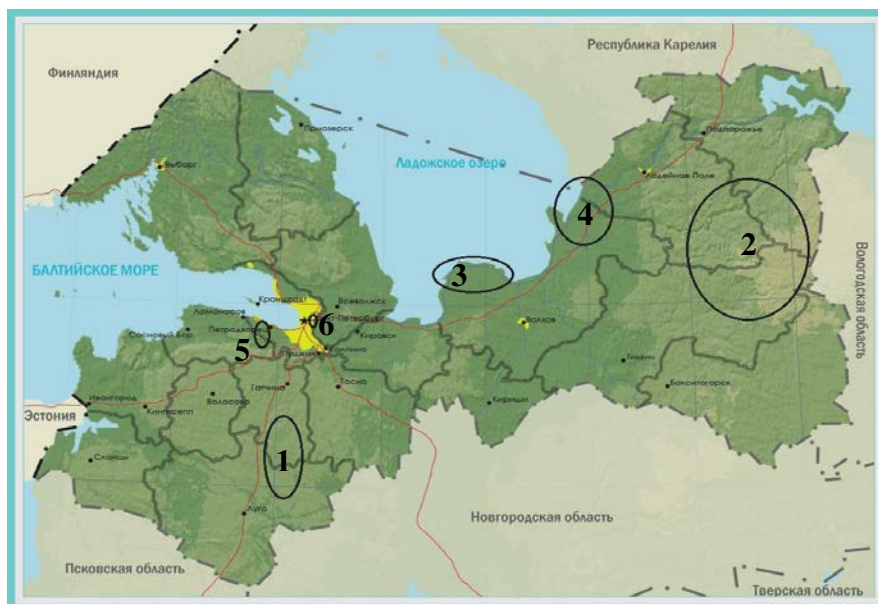 Республика Карелия
Финляндия
Приозерск
Подпорожье
Ладожское озеро
Выборг
Лодейное Поле
4
2
3
БАЛТИЙСКОЕ МОРЕ
Вологодская область
Кронштадт
Всеволожск
Ломоносов
6
Волхов
Петродворец
Кировск
Сосновый Бор
5
Пушкин
Тихвин
Гатчина
Тосно
Бокситогорск
Волосово
Кириши
Ивангород
Кингисепп
Эстония
Сланцы
1
Луга
Новгородская область
Псковская область
Тверская область